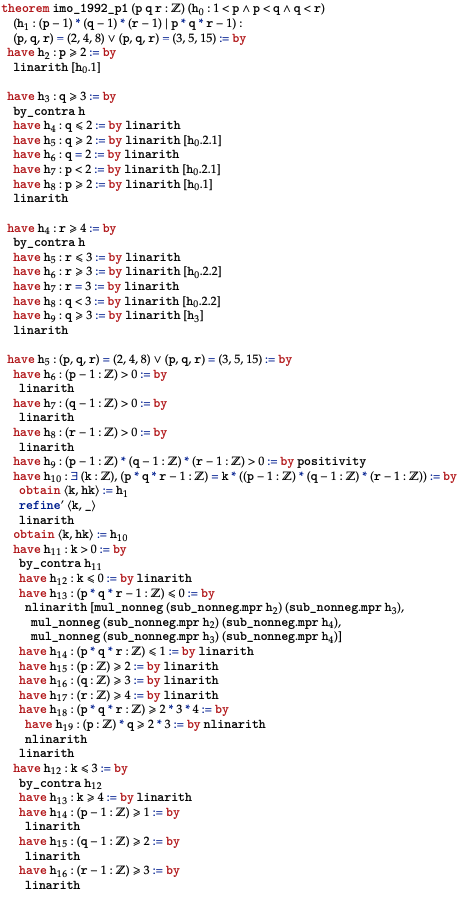 theorem imo_1992_p1 (p q r : ℤ) (h₀ : 1 < p ∧ p < q ∧ q < r)
(h₁ : (p − 1) * (q − 1) * (r − 1) ∣ p * q * r − 1) :
(p, q, r) = (2, 4, 8) ∨ (p, q, r) = (3, 5, 15) := by
have h₂ : p ⩾ 2 := by
linarith [h₀.1]
have h₃ : q ⩾ 3 := by
by_contra h
have h₄ : q ⩽ 2 := by linarith
have h₅ : q ⩾ 2 := by linarith [h₀.2.1]
have h₆ : q = 2 := by linarith
have h₇ : p < 2 := by linarith [h₀.2.1]
have h₈ : p ⩾ 2 := by linarith [h₀.1]
linarith
have h₄ : r ⩾ 4 := by
by_contra h
have h₅ : r ⩽ 3 := by linarith
have h₆ : r ⩾ 3 := by linarith [h₀.2.2]
have h₇ : r = 3 := by linarith
have h₈ : q < 3 := by linarith [h₀.2.2]
have h₉ : q ⩾ 3 := by linarith [h₃]
linarith
have h₅ : (p, q, r) = (2, 4, 8) ∨ (p, q, r) = (3, 5, 15) := by
have h₆ : (p − 1 : ℤ) > 0 := by
linarith
have h₇ : (q − 1 : ℤ) > 0 := by
linarith
have h₈ : (r − 1 : ℤ) > 0 := by
linarith
have h₉ : (p − 1 : ℤ) * (q − 1 : ℤ) * (r − 1 : ℤ) > 0 := by positivity
have h₁₀ : ∃ (k : ℤ), (p * q * r − 1 : ℤ) = k * ((p − 1 : ℤ) * (q − 1 : ℤ) * (r − 1 : ℤ)) := by
obtain ⟨k, hk⟩ := h₁
refine' ⟨k, _⟩
linarith
obtain ⟨k, hk⟩ := h₁₀
have h₁₁ : k > 0 := by
by_contra h₁₁
have h₁₂ : k ⩽ 0 := by linarith
have h₁₃ : (p * q * r − 1 : ℤ) ⩽ 0 := by
nlinarith [mul_nonneg (sub_nonneg.mpr h₂) (sub_nonneg.mpr h₃),
mul_nonneg (sub_nonneg.mpr h₂) (sub_nonneg.mpr h₄),
mul_nonneg (sub_nonneg.mpr h₃) (sub_nonneg.mpr h₄)]
have h₁₄ : (p * q * r : ℤ) ⩽ 1 := by linarith
have h₁₅ : (p : ℤ) ⩾ 2 := by linarith
have h₁₆ : (q : ℤ) ⩾ 3 := by linarith
have h₁₇ : (r : ℤ) ⩾ 4 := by linarith
have h₁₈ : (p * q * r : ℤ) ⩾ 2 * 3 * 4 := by
have h₁₉ : (p : ℤ) * q ⩾ 2 * 3 := by nlinarith
nlinarith
linarith
have h₁₂ : k ⩽ 3 := by
by_contra h₁₂
have h₁₃ : k ⩾ 4 := by linarith
have h₁₄ : (p − 1 : ℤ) ⩾ 1 := by
linarith
have h₁₅ : (q − 1 : ℤ) ⩾ 2 := by
linarith
have h₁₆ : (r − 1 : ℤ) ⩾ 3 := by
linarith